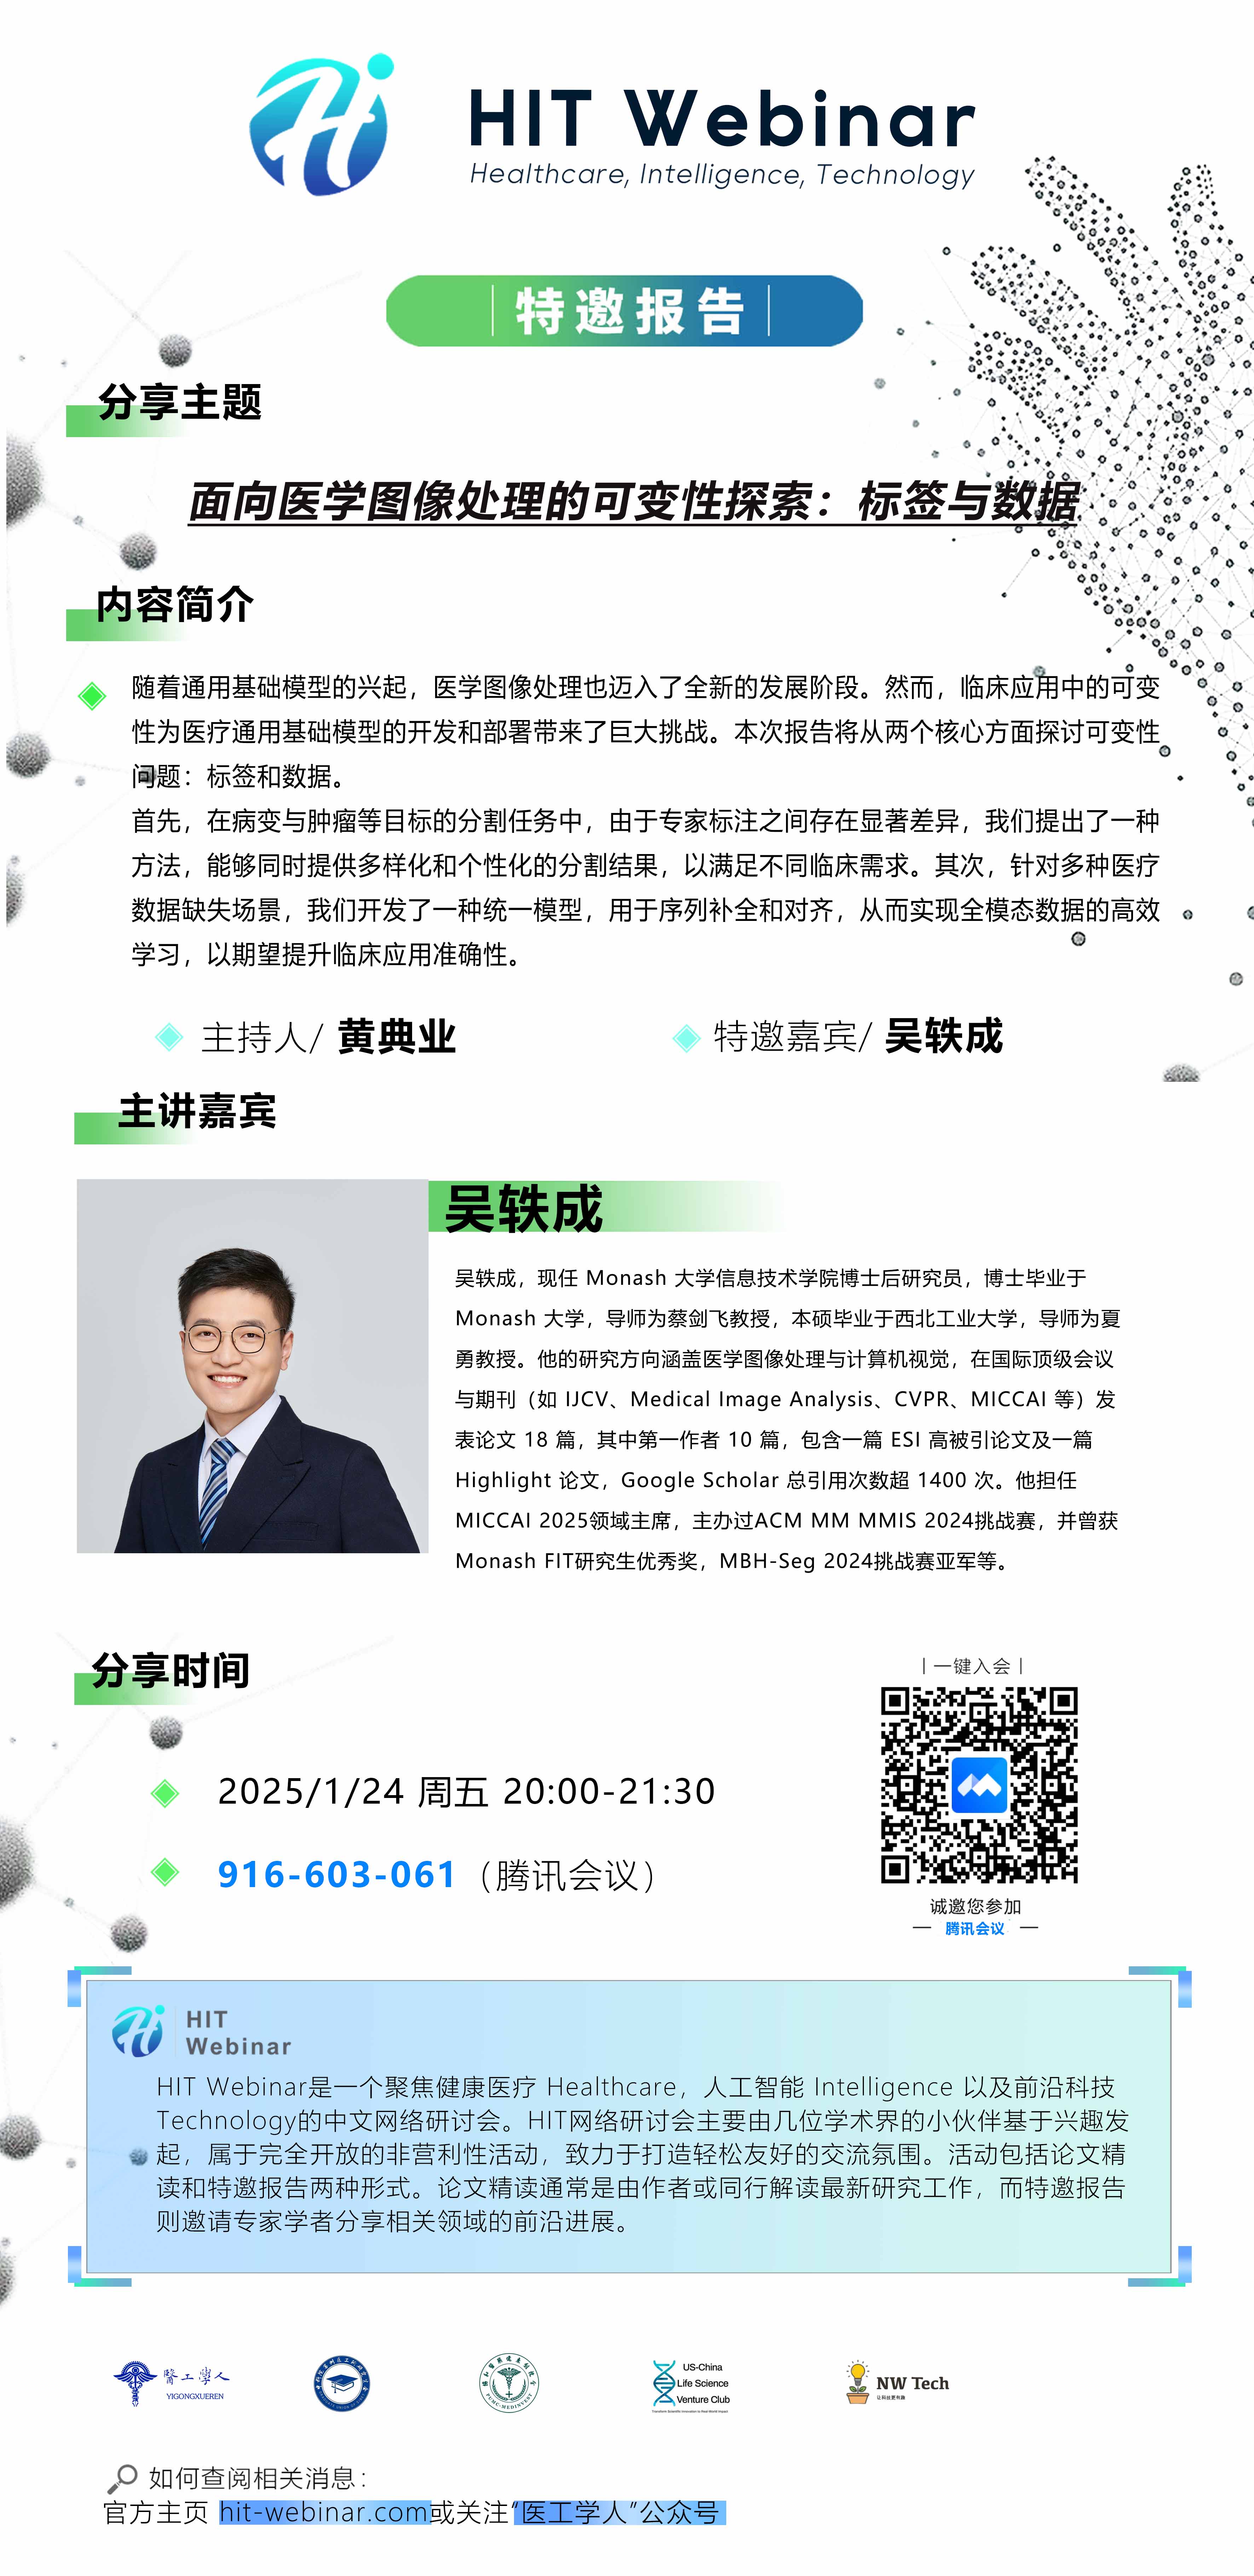 HIT Webinar
Healthcare, Intelligence, Technology
特邀报告
分享主题
面向医学图像处理的可变性探索：标签与数据
内容简介
随着通用基础模型的兴起，医学图像处理也迈入了全新的发展阶段。然而，临床应用中的可变
性为医疗通用基础模型的开发和部署带来了巨大挑战。本次报告将从两个核心方面探讨可变性
问题：标签和数据。
首先，在病变与肿瘤等目标的分割任务中，由于专家标注之间存在显著差异，我们提出了一种
方法，能够同时提供多样化和个性化的分割结果，以满足不同临床需求。其次，针对多种医疗
数据缺失场景，我们开发了一种统一模型，用于序列补全和对齐，从而实现全模态数据的高效
学习，以期望提升临床应用准确性。
主持人/ 黄典业
特邀嘉宾/ 吴轶成
主讲嘉宾
吴轶成
吴轶成，现任 Monash 大学信息技术学院博士后研究员，博士毕业于
Monash 大学，导师为蔡剑飞教授，本硕毕业于西北工业大学，导师为夏
勇教授。他的研究方向涵盖医学图像处理与计算机视觉，在国际顶级会议
与期刊（如 IJCV、Medical Image Analysis、CVPR、MICCAI 等）发
表论文 18 篇，其中第一作者 10 篇，包含一篇 ESI 高被引论文及一篇
Highlight 论文，Google Scholar 总引用次数超 1400 次。他担任
MICCAI 2025领域主席，主办过ACM MM MMIS 2024挑战赛，并曾获
Monash FIT研究生优秀奖，MBH-Seg 2024挑战赛亚军等。
分享时间
2025/1/24 周五 20:00-21:30
916-603-061（腾讯会议）
| 一键入会 |
诚邀您参加
— 腾讯会议 —
HIT
Webinar
HIT Webinar是一个聚焦健康医疗 Healthcare，人工智能 Intelligence 以及前沿科技
Technology的中文网络研讨会。HIT网络研讨会主要由几位学术界的小伙伴基于兴趣发
起，属于完全开放的非营利性活动，致力于打造轻松友好的交流氛围。活动包括论文精
读和特邀报告两种形式。论文精读通常是由作者或同行解读最新研究工作，而特邀报告
则邀请专家学者分享相关领域的前沿进展。
醫工學人
YIGONGXUEREN
PUMC-MEDINVEST
US-China
Life Science
Venture Club
NW Tech
让科技更有趣
如何查阅相关消息：
官方主页 hit-webinar.com或关注“医工学人”公众号